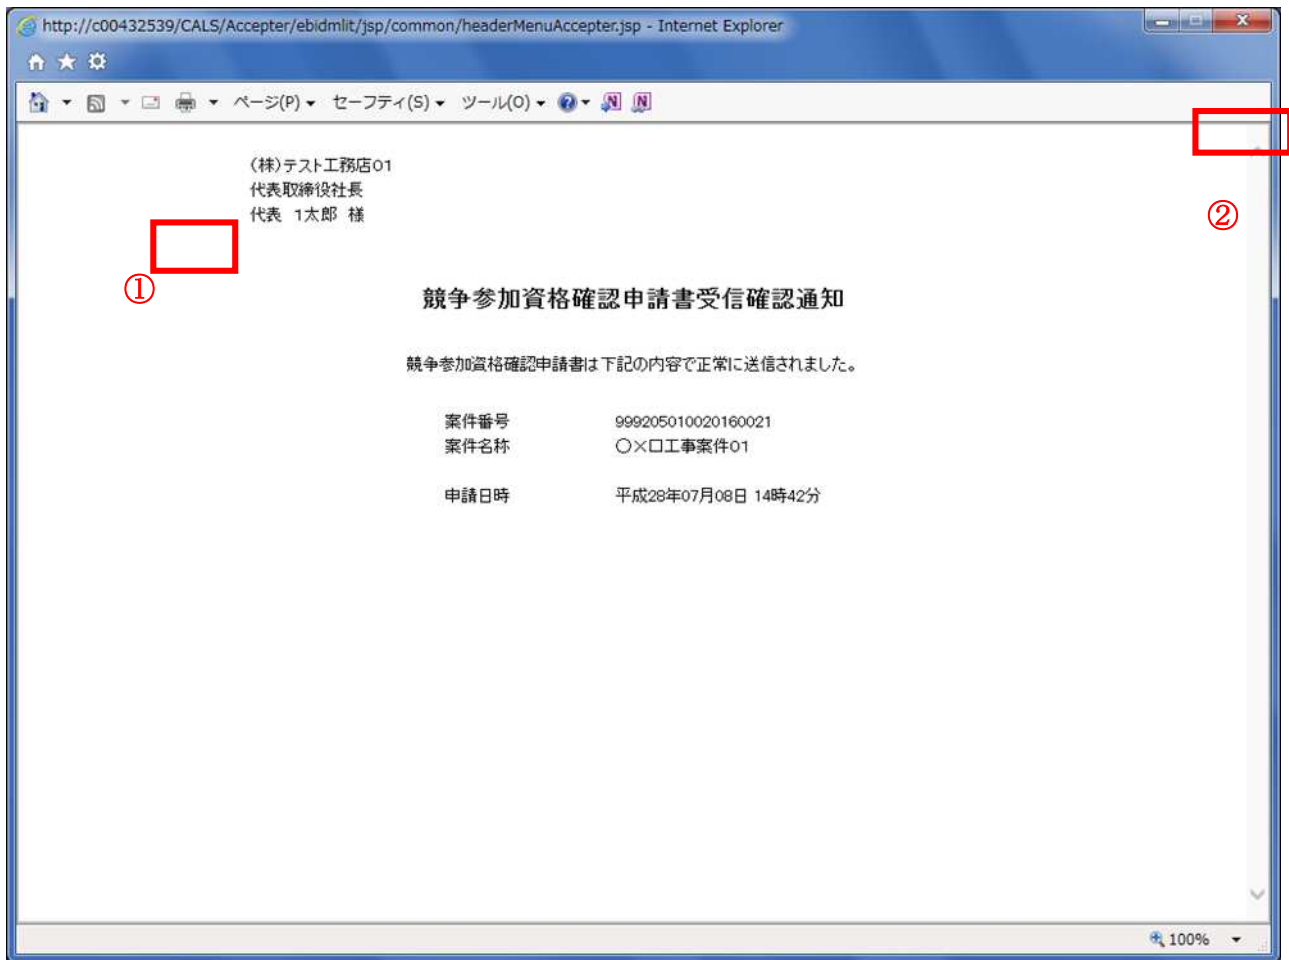 http://c00432539/CALS/Accepter/ebidmlit/jsp/common/headerMenuAccepter.jsp - Internet Explorer
ページ(P) セーフティ(S) ツール(O)
(株)テスト工務店01
代表取締役社長
代表 1太郎 様
②
①
競争参加資格確認申請書受信確認通知
競争参加資格確認申請書は下記の内容で正常に送信されました。
案件番号 999205010020160021
案件名称 ○×口工事案件01
申請日時 平成28年07月08日 14時42分
100%